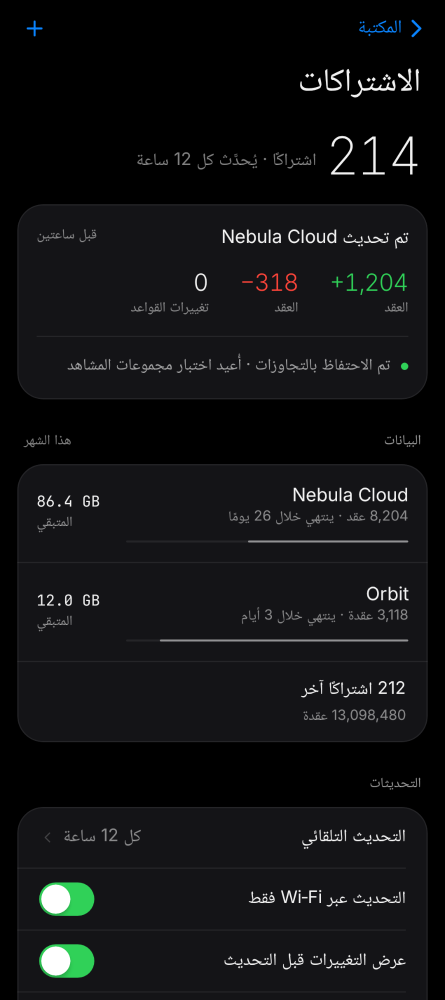 المكتبة
الاشتراكات
214 اشتراكًا · يُحدَّث كل 12 ساعة
تم تحديث Nebula Cloud
قبل ساعتين
+1,204
−318
0
العقد
العقد
تغييرات القواعد
تم الاحتفاظ بالتجاوزات · أُعيد اختبار مجموعات المشاهد
البيانات
هذا الشهر
Nebula Cloud
86.4 GB
8,204 عقد · ينتهي خلال 26 يومًا
المتبقي
Orbit
12.0 GB
3,118 عقدة · ينتهي خلال 3 أيام
المتبقي
212 اشتراكًا آخر
13,098,480 عقدة
التحديثات
التحديث التلقائي
كل 12 ساعة
التحديث عبر Wi-Fi فقط
عرض التغييرات قبل التحديث